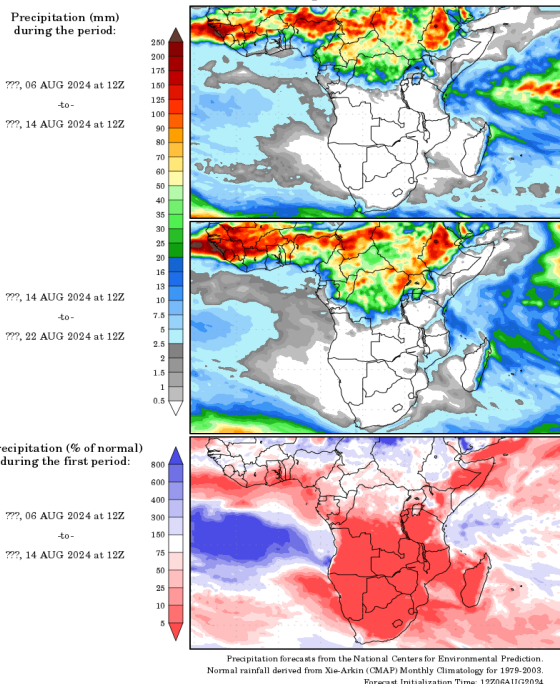 Precipitation (mm)
during the period:
???, 06 AUG 2024 at 12Z
-to-
???, 14 AUG 2024 at 12Z
250
200
175
150
125
100
90
80
70
60
50
40
35
30
25
20
16
13
10
7.5
5
2.5
2
1.5
1
0.5
???, 14 AUG 2024 at 12Z
-to-
???, 22 AUG 2024 at 12Z
recipitation (% of normal)
during the first period:
???, 06 AUG 2024 at 12Z
-to-
???, 14 AUG 2024 at 12Z
800
600
400
300
150
75
50
25
10
5
Precipitation forecasts from the National Centers for Environmental Prediction.
Normal rainfall derived from Xie-Arkin (CMAP) Monthly Climatology for 1979-2003.
Forecast Initialization Time: 12Z06AUG2024